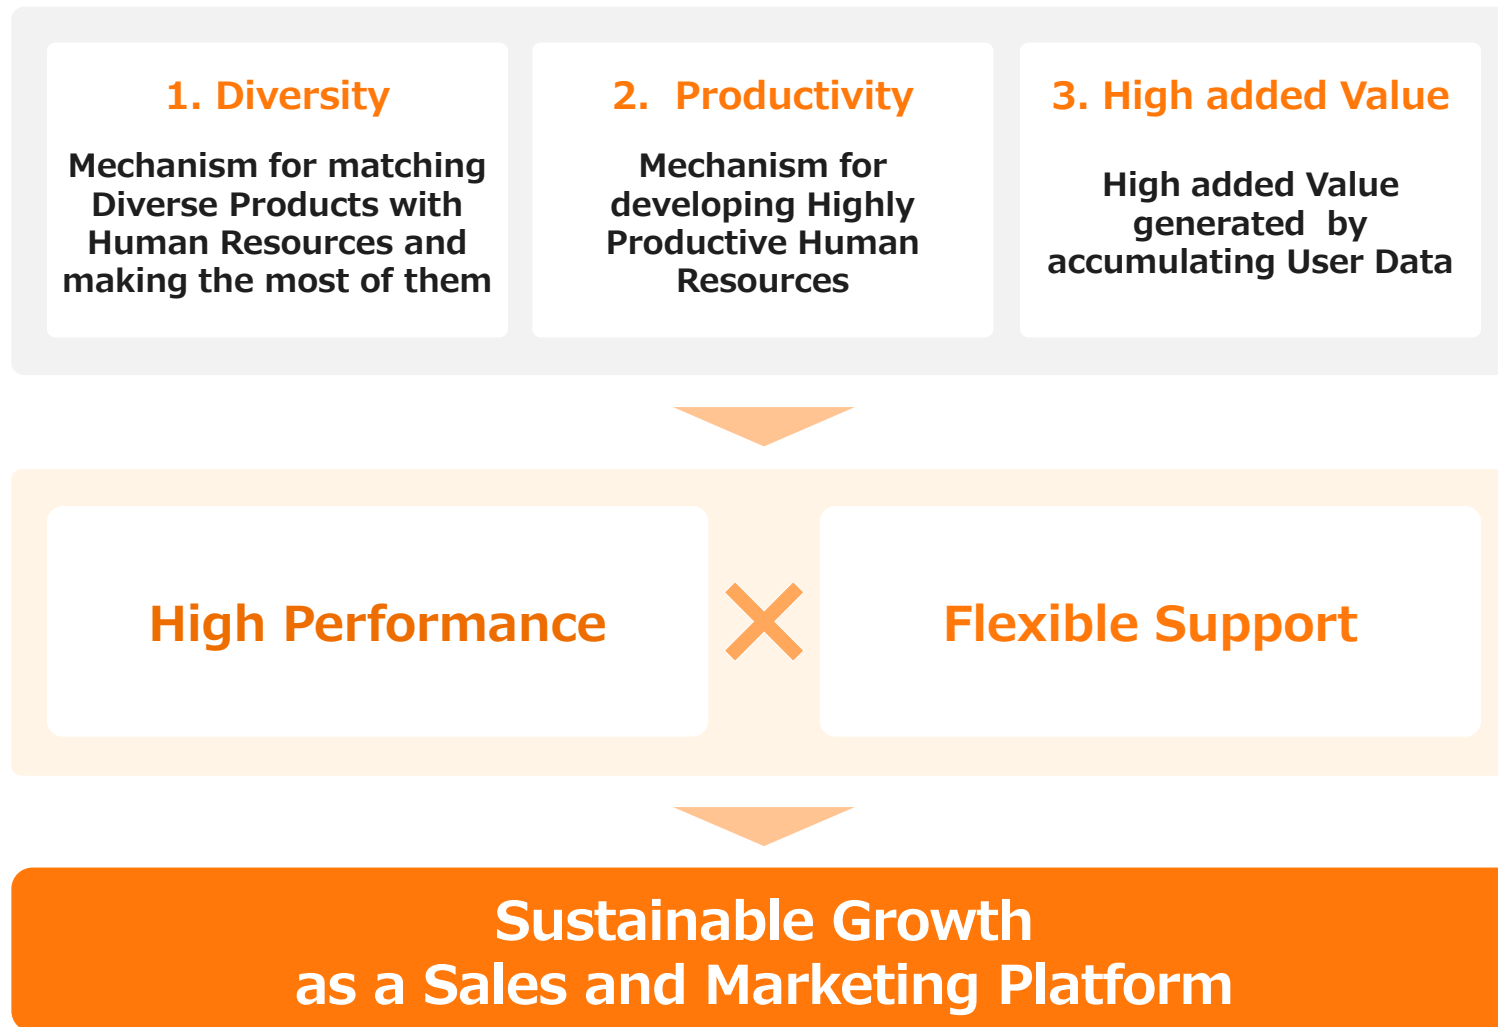 1. Diversity
Mechanism for matching
Diverse Products with
Human Resources and
making the most of them
2. Productivity
Mechanism for
developing Highly
Productive Human
Resources
3. High added Value
High added Value
generated by
accumulating User Data
High Performance
Flexible Support
Sustainable Growth
as a Sales and Marketing Platform